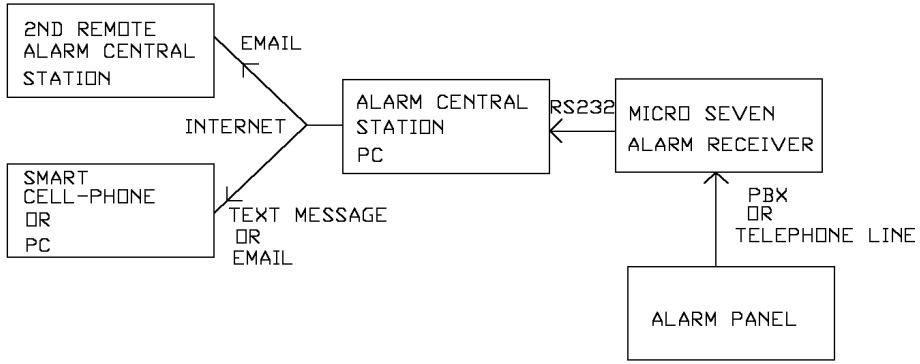 2ND REMOTE
ALARM CENTRAL
STATION
EMAIL
INTERNET
SMART
CELL-PHONE
OR
PC
TEXT MESSAGE
OR
EMAIL
ALARM CENTRAL
STATION
PC
RS232
MICRO SEVEN
ALARM RECEIVER
PBX
OR
TELEPHONE LINE
ALARM PANEL